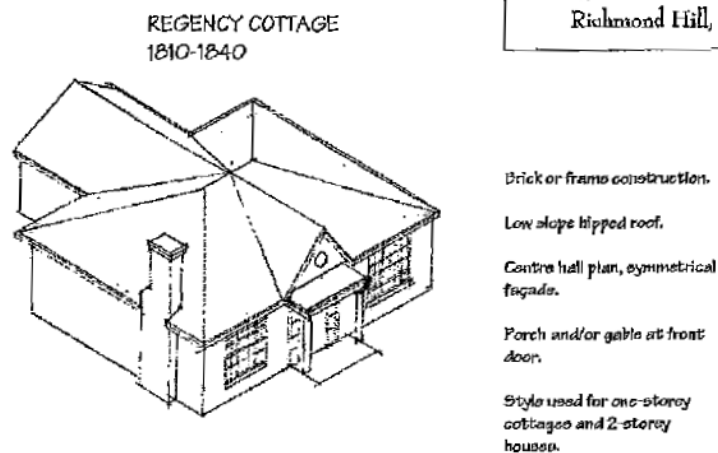 REGENCY COTTAGE
1810-1840
Richmond Hill,
Brick or frame construction.
Low slope hipped roof.
Centre hall plan, symmetrical
façade.
Porch and/or gable at front
door.
Style used for one-storey
cottages and 2-storey
houses.